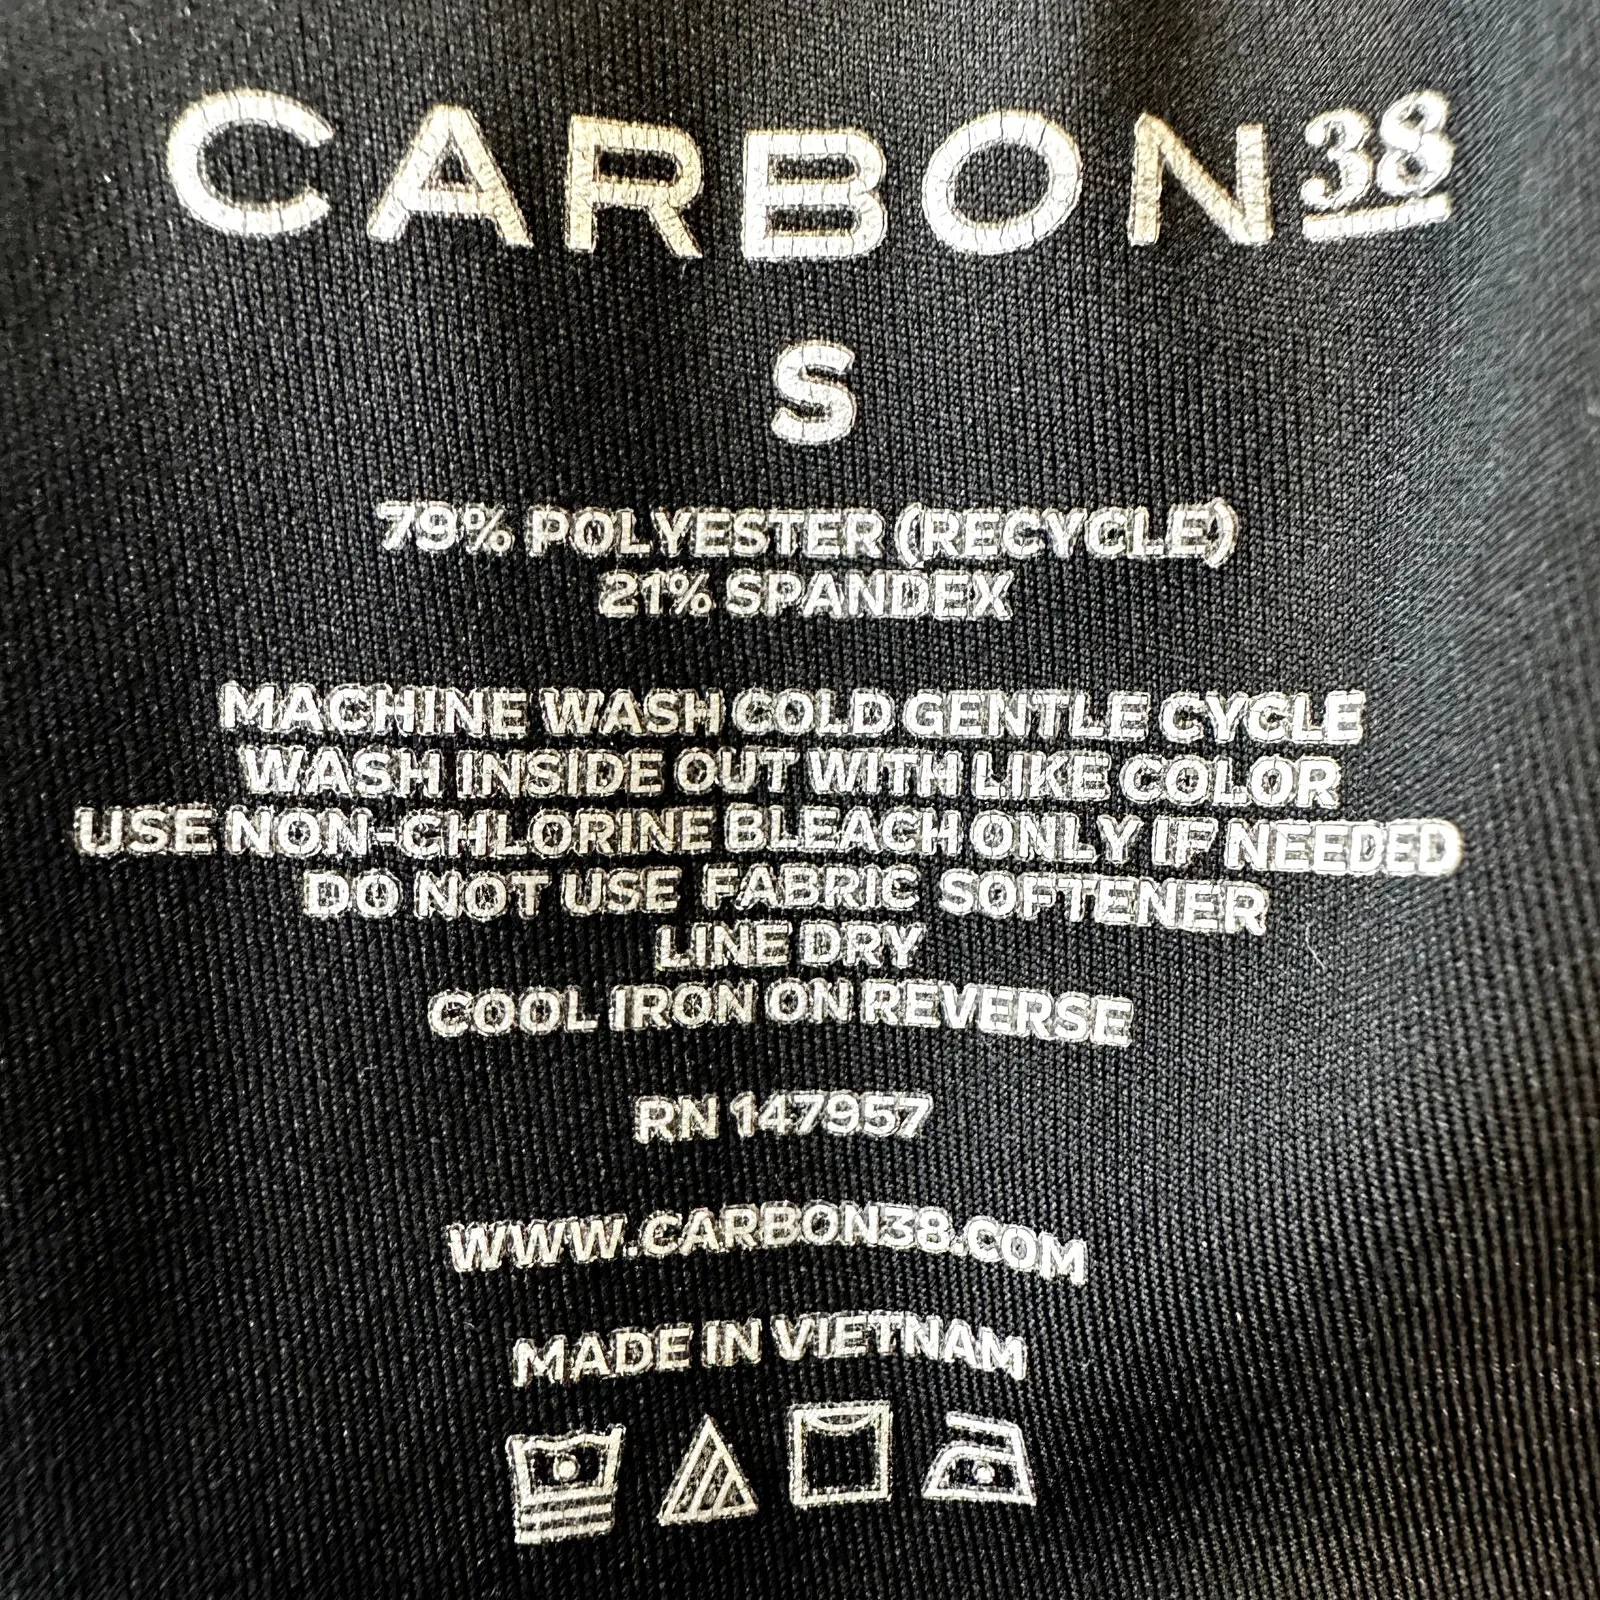 CARBON38
S
79% POLYESTER (RECYCLE)
21% SPANDEX
MACHINE WASH COLD GENTLE CYCLE
WASH INSIDE OUT WITH LIKE COLOR
USE NON-CHLORINE BLEACH ONLY IF NEEDED
DO NOT USE FABRIC SOFTENER
LINE DRY
COOL IRON ON REVERSE
RN 147957
WWW.CARBON38.COM
MADE IN VIETNAM